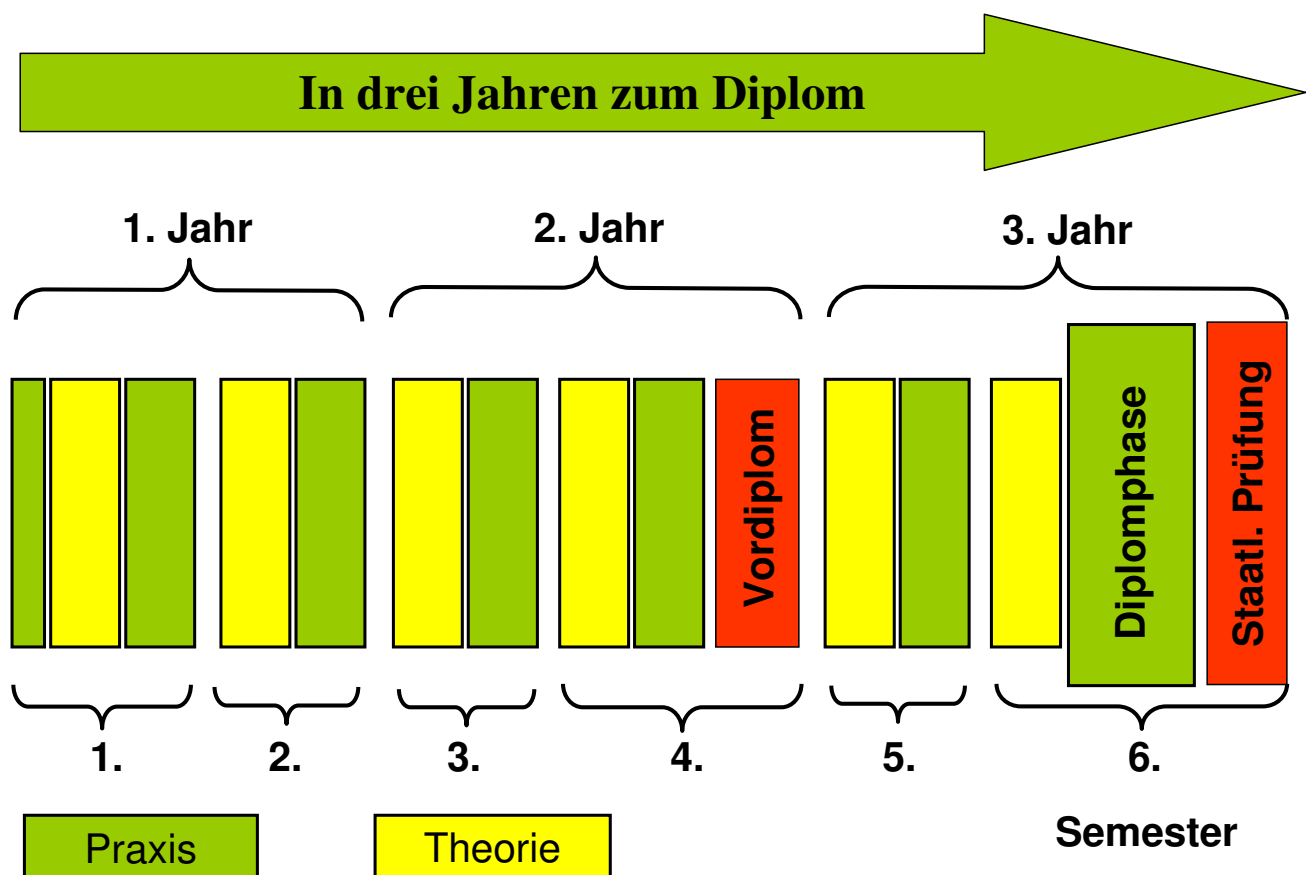 In drei Jahren zum Diplom
1. Jahr
2. Jahr
3. Jahr
Vordiplom
Diplomphase
Staatl. Prüfung
1.
2.
3.
4.
5.
6.
Semester
Praxis
Theorie